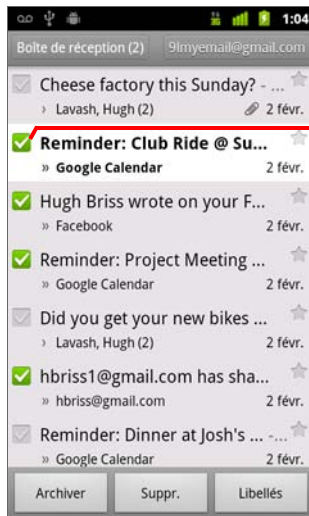 1:04
Boîte de réception (2) 9lmyemail@gmail.com
Cheese factory this Sunday? - ...
› Lavash, Hugh (2) 2 févr.
Reminder: Club Ride @ Su...
» Google Calendar 2 févr.
Hugh Briss wrote on your F...
» Facebook 2 févr.
Reminder: Project Meeting ...
» Google Calendar 2 févr.
Did you get your new bikes ...
› Lavash, Hugh (2) 2 févr.
hbriss1@gmail.com has sha...
» hbriss@gmail.com 2 févr.
Reminder: Dinner at Josh's ... -...
» Google Calendar 2 févr.
Archiver Suppr. Libellés